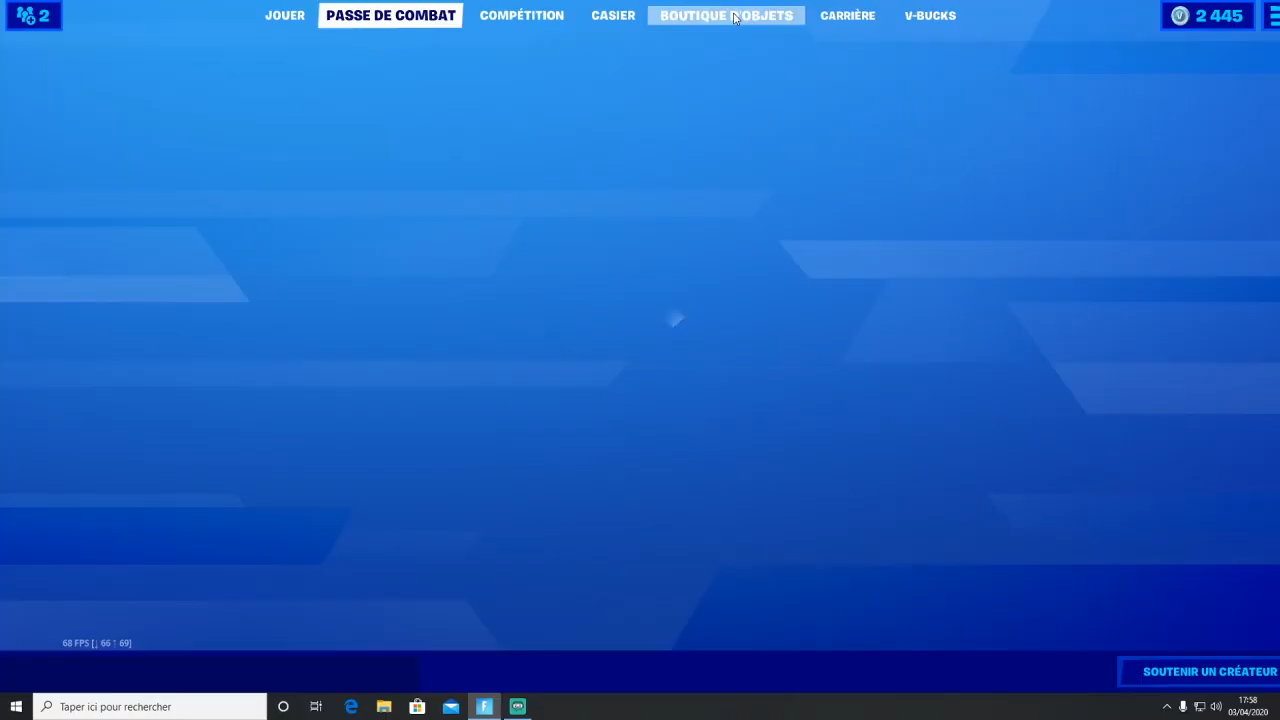 2
JOUER
PASSE DE COMBAT
COMPÉTITION
CASIER
BOUTIQUE D'OBJETS
CARRIÈRE
V-BUCKS
2 445
68 FPS [↓ 66 ↑ 69]
SOUTENIR UN CRÉATEUR
Taper ici pour rechercher
17:58
03/04/2020